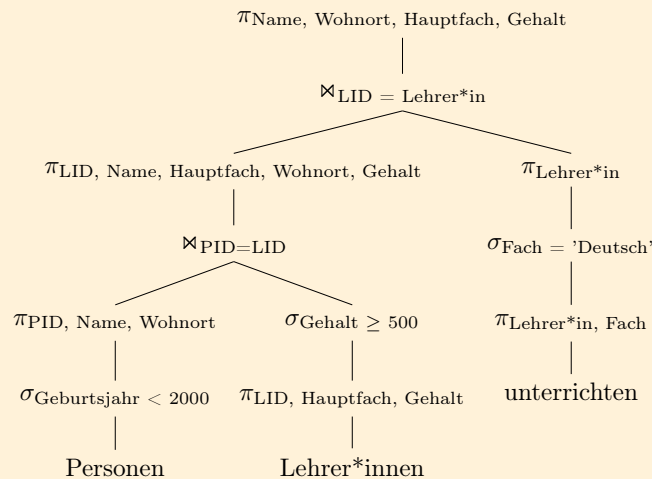 πName, Wohnort, Hauptfach, Gehalt
⋈LID = Lehrer*in
πLID, Name, Hauptfach, Wohnort, Gehalt πLehrer*in
⋈PID=LID σFach = 'Deutsch'
πPID, Name, Wohnort σGehalt ≥ 500 πLehrer*in, Fach
σGeburtsjahr < 2000 πLID, Hauptfach, Gehalt unterrichten
Personen Lehrer*innen